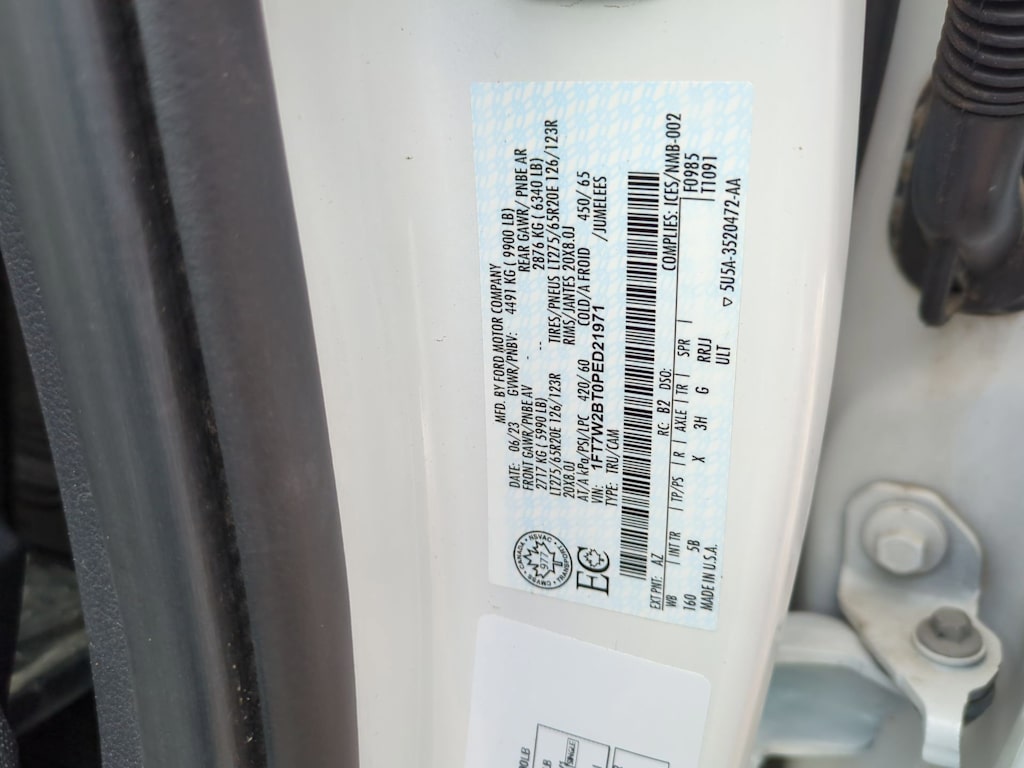 MFD. BY FORD MOTOR COMPANY
DATE: 06/23 GVWR/PNBV: 4491 KG ( 9900 LB)
FRONT GAWR/PNBE AV REAR GAWR/ PNBE AR
2717 KG ( 5990 LB) 2876 KG ( 6340 LB)
LT275/65R20E 126/123R TIRES/PNEUS LT275/65R20E 126/123R
20X8.0J RIMS/JANTES 20X8.0J
AT/A kPa/PSI/LPC 420/ 60 COLD/A FROID 450/ 65
VIN: 1FT7W2BT0PED21971 /JUMELEES
TYPE: TRU/CAM
EC
EXT PNT: AZ RC: B2 DSO: COMPLIES: ICES/NMB-002
WB INT TR TP/PS R AXLE TR SPR F0985
160 5B X 3H G RRJJ T1091
MADE IN U.S.A. ULT
5U5A-3520472-AA